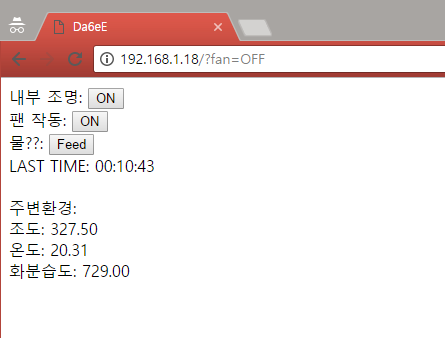 Da6eE
192.168.1.18/?fan=OFF
내부 조명: ON
팬 작동: ON
물??: Feed
LAST TIME: 00:10:43
주변환경:
조도: 327.50
온도: 20.31
화분습도: 729.00